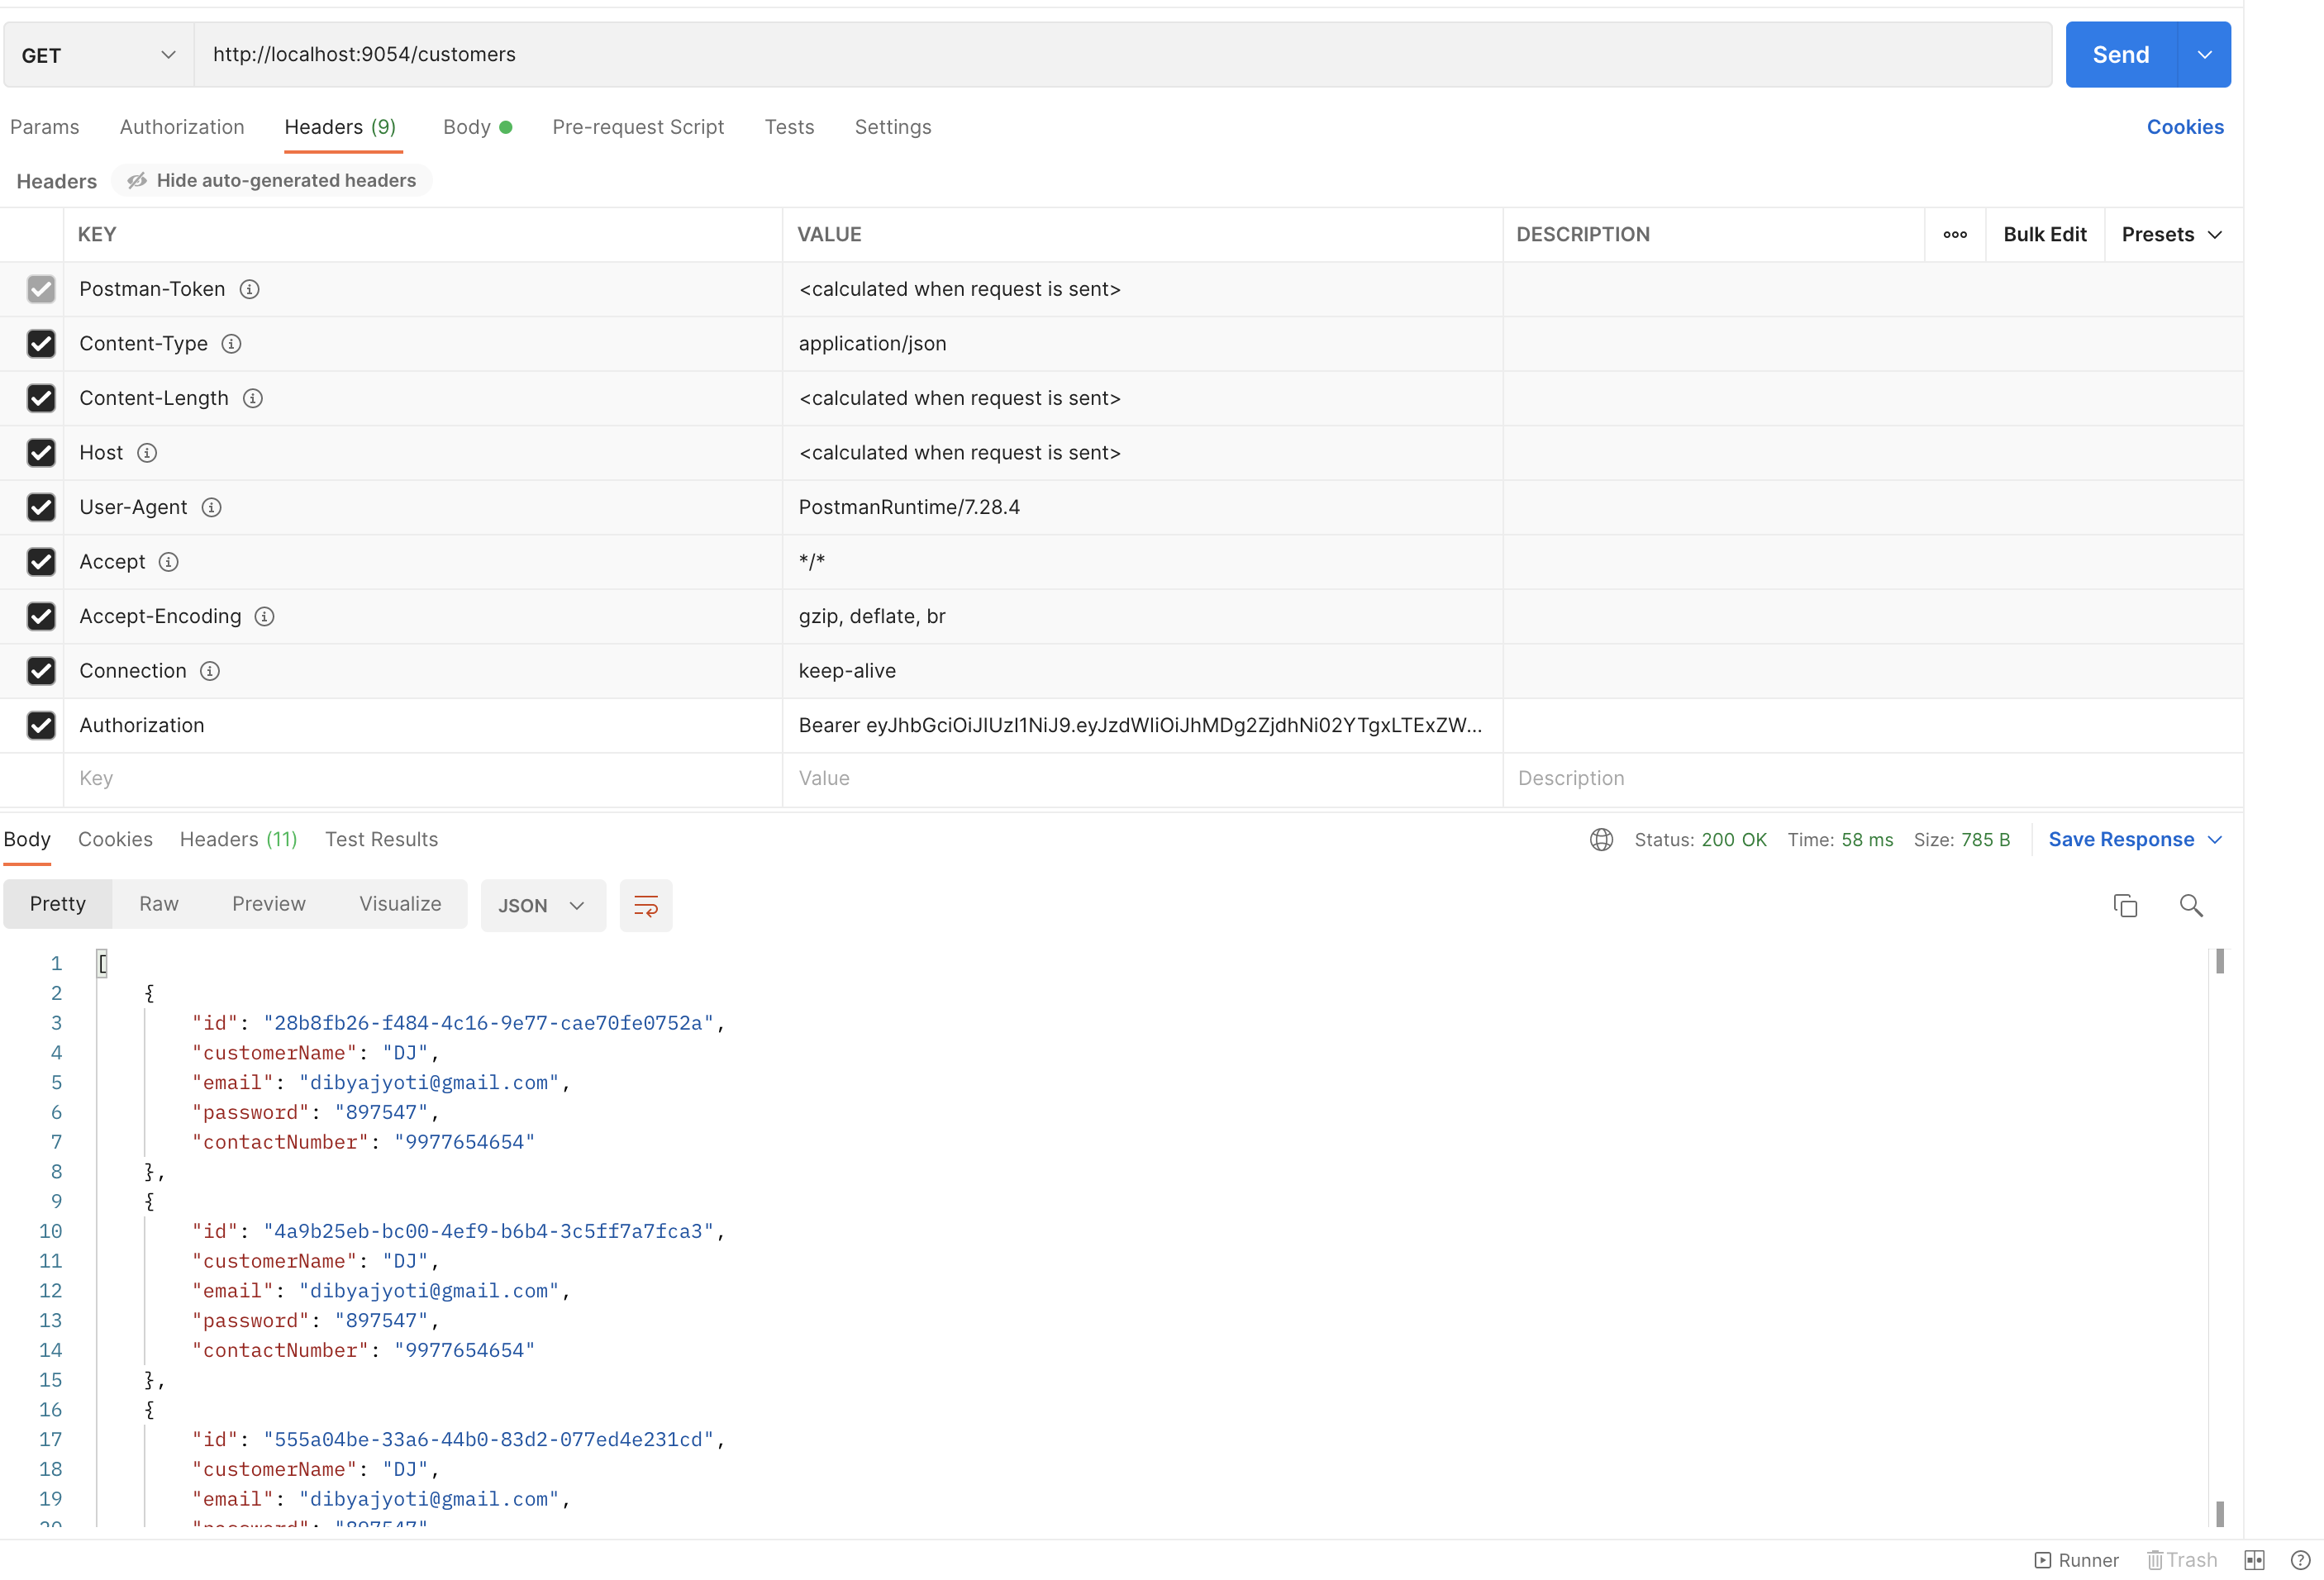 GET http://localhost:9054/customers Send
Params Authorization Headers (9) Body Pre-request Script Tests Settings Cookies
Headers Hide auto-generated headers
KEY VALUE DESCRIPTION Bulk Edit Presets
Postman-Token <calculated when request is sent>
Content-Type application/json
Content-Length <calculated when request is sent>
Host <calculated when request is sent>
User-Agent PostmanRuntime/7.28.4
Accept */*
Accept-Encoding gzip, deflate, br
Connection keep-alive
Authorization Bearer eyJhbGciOiJIUzI1NiJ9.eyJzdWIiOiJhMDg2ZjdhNi02YTgxLTExZW...
Key Value Description
Body Cookies Headers (11) Test Results Status: 200 OK Time: 58 ms Size: 785 B Save Response
Pretty Raw Preview Visualize JSON
1 [
2 {
3 "id": "28b8fb26-f484-4c16-9e77-cae70fe0752a",
4 "customerName": "DJ",
5 "email": "dibyajyoti@gmail.com",
6 "password": "897547",
7 "contactNumber": "9977654654"
8 },
9 {
10 "id": "4a9b25eb-bc00-4ef9-b6b4-3c5ff7a7fca3",
11 "customerName": "DJ",
12 "email": "dibyajyoti@gmail.com",
13 "password": "897547",
14 "contactNumber": "9977654654"
15 },
16 {
17 "id": "555a04be-33a6-44b0-83d2-077ed4e231cd",
18 "customerName": "DJ",
19 "email": "dibyajyoti@gmail.com",
20 "password": "897547"
Runner Trash